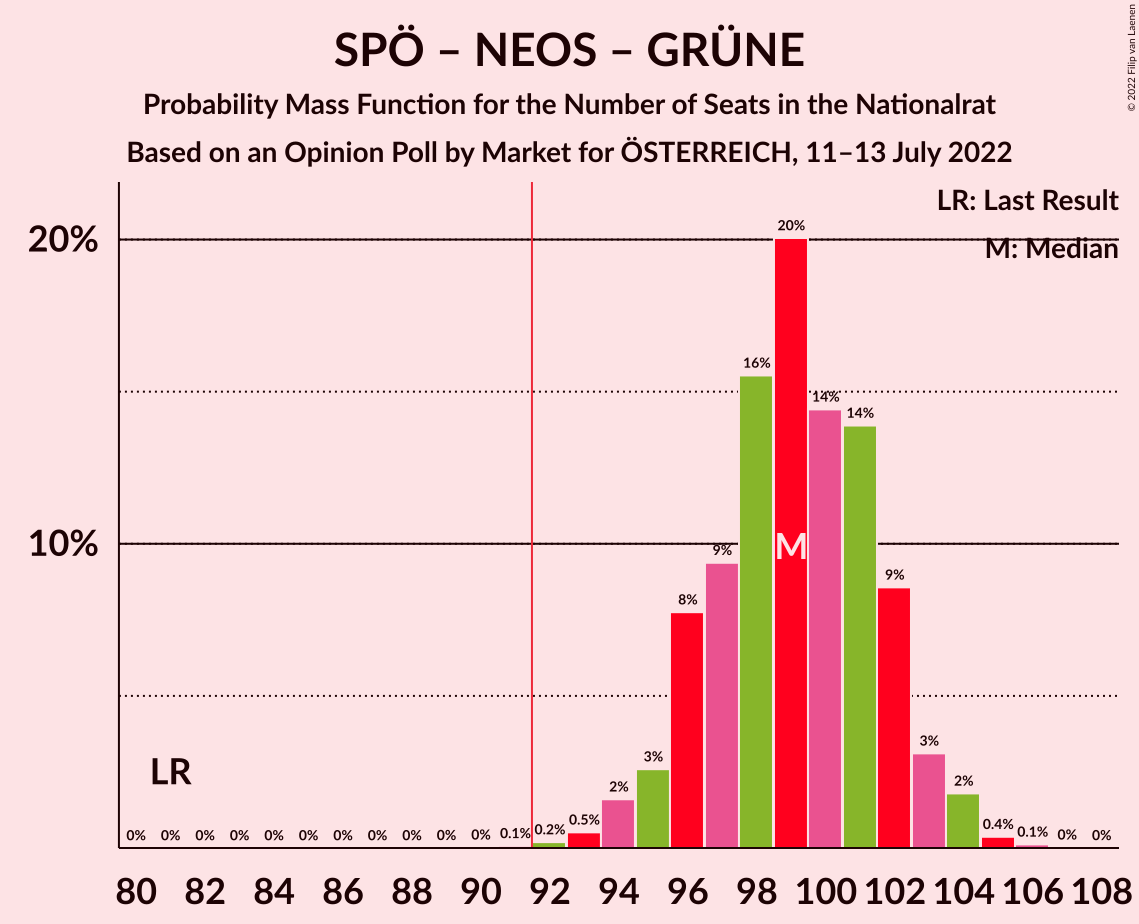 SPÖ – NEOS – GRÜNE
Probability Mass Function for the Number of Seats in the Nationalrat
Based on an Opinion Poll by Market for ÖSTERREICH, 11–13 July 2022
© 2022 Filip van Laenen
LR: Last Result
M: Median
20%
10%
20%
16%
14%
14%
9%
M
9%
8%
3%
3%
2%
2%
LR
0% 0% 0% 0% 0% 0% 0% 0% 0% 0% 0% 0.1% 0.2% 0.5% 0.4% 0.1% 0% 0%
80 82 84 86 88 90 92 94 96 98 100 102 104 106 108